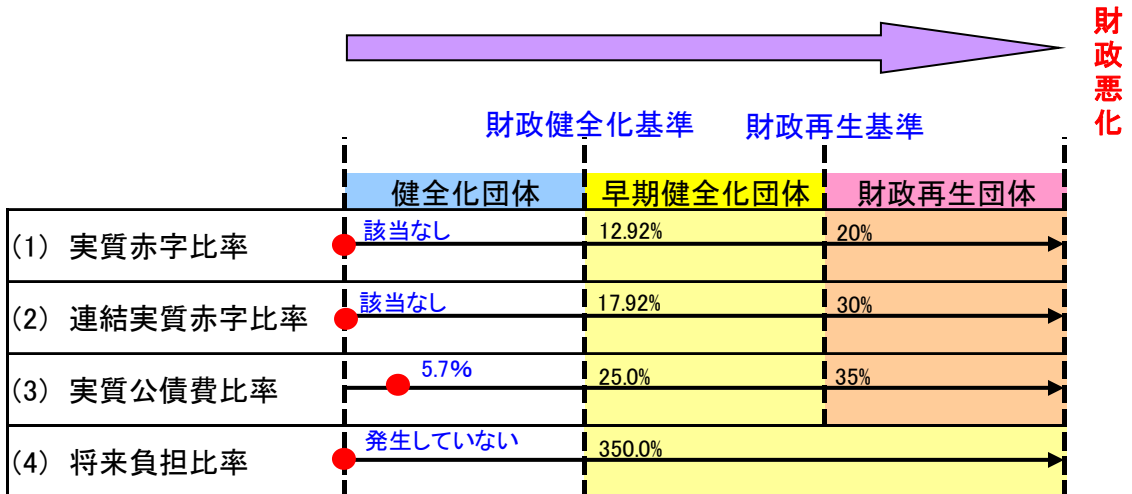 財政悪化
財政健全化基準 財政再生基準
健全化団体 早期健全化団体 財政再生団体
(1) 実質赤字比率 該当なし 12.92% 20%
(2) 連結実質赤字比率 該当なし 17.92% 30%
(3) 実質公債費比率 5.7% 25.0% 35%
(4) 将来負担比率 発生していない 350.0%